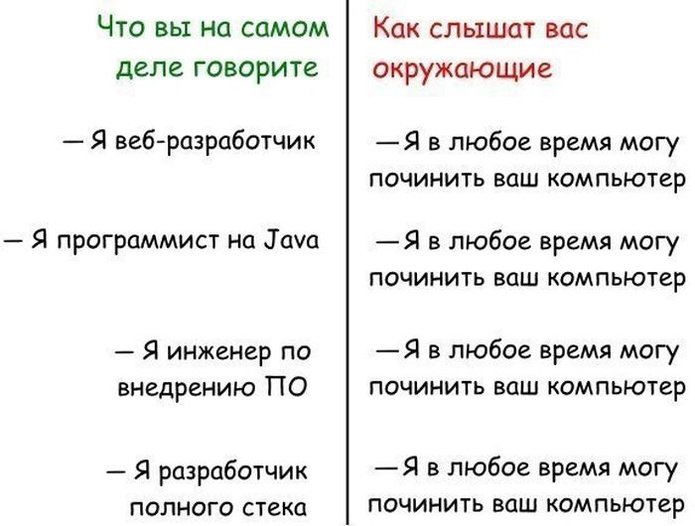 Что вы на самом
деле говорите
Как слышат вас
окружающие
— Я веб-разработчик
— Я в любое время могу
починить ваш компьютер
— Я программист на Java
— Я в любое время могу
починить ваш компьютер
— Я инженер по
внедрению ПО
— Я в любое время могу
починить ваш компьютер
— Я разработчик
полного стека
— Я в любое время могу
починить ваш компьютер